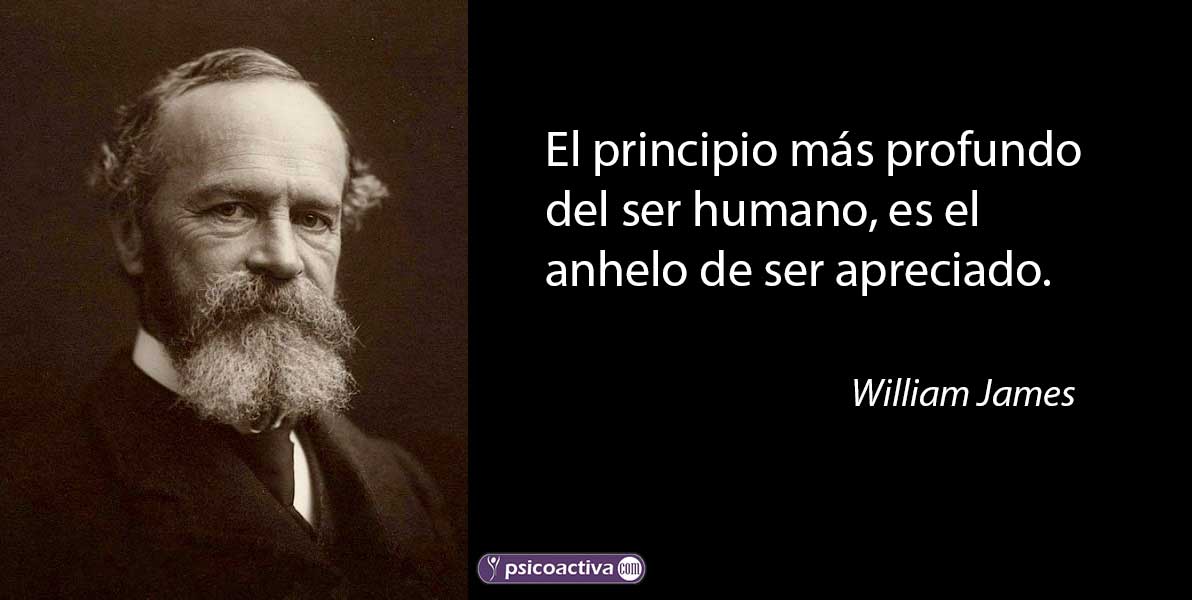 El principio más profundo
del ser humano, es el
anhelo de ser apreciado.
William James
psicoactiva com